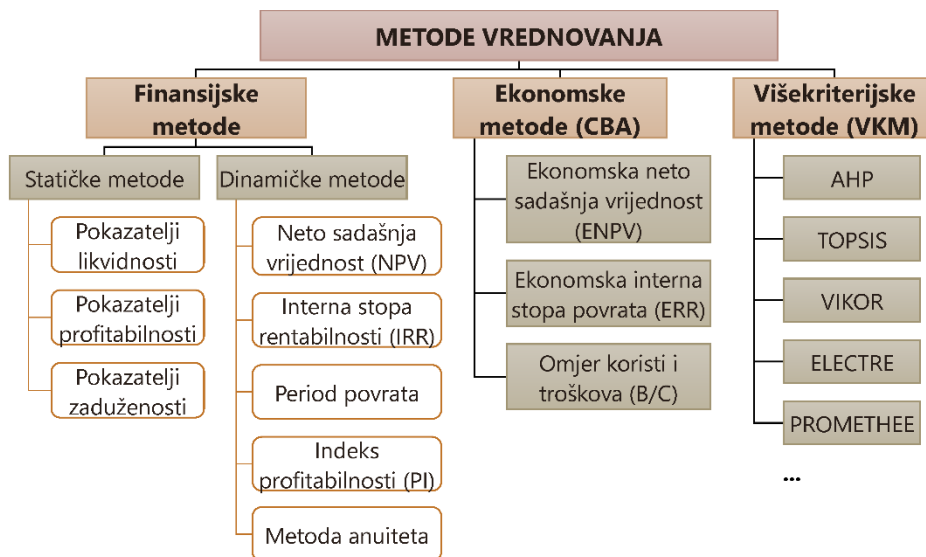 METODE VREDNOVANJA
Finansijske
metode
Statičke metode
Pokazatelji
likvidnosti
Pokazatelji
profitabilnosti
Pokazatelji
zaduženosti
Dinamičke metode
Neto sadašnja
vrijednost (NPV)
Interna stopa
rentabilnosti (IRR)
Period povrata
Indeks
profitabilnosti (PI)
Metoda anuiteta
Ekonomske
metode (CBA)
Ekonomska neto
sadašnja vrijednost
(ENPV)
Ekonomska interna
stopa povrata (ERR)
Omjer koristi i
troškova (B/C)
Višekriterijske
metode (VKM)
AHP
TOPSIS
VIKOR
ELECTRE
PROMETHEE
...